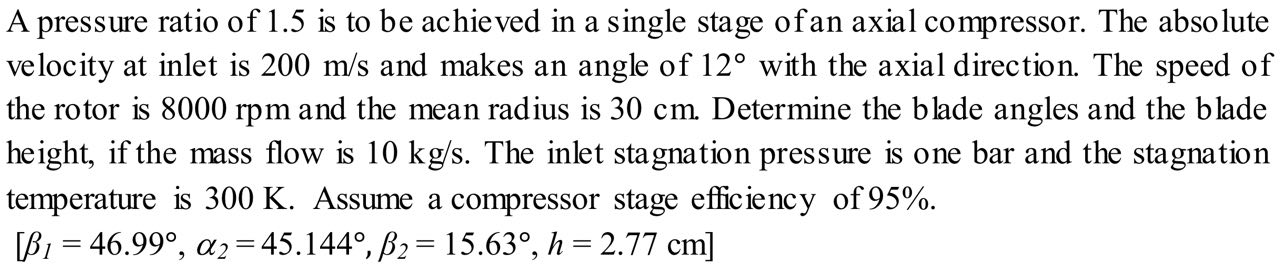 A pressure ratio of 1.5 is to be achieved in a single stage of an axial compressor. The absolute
velocity at inlet is 200 m/s and makes an angle of 12° with the axial direction. The speed of
the rotor is 8000 rpm and the mean radius is 30 cm. Determine the blade angles and the blade
height, if the mass flow is 10 kg/s. The inlet stagnation pressure is one bar and the stagnation
temperature is 300 K. Assume a compressor stage efficiency of 95%.
[β₁ = 46.99°, α₂ = 45.144°, β₂ = 15.63°, h = 2.77 cm]